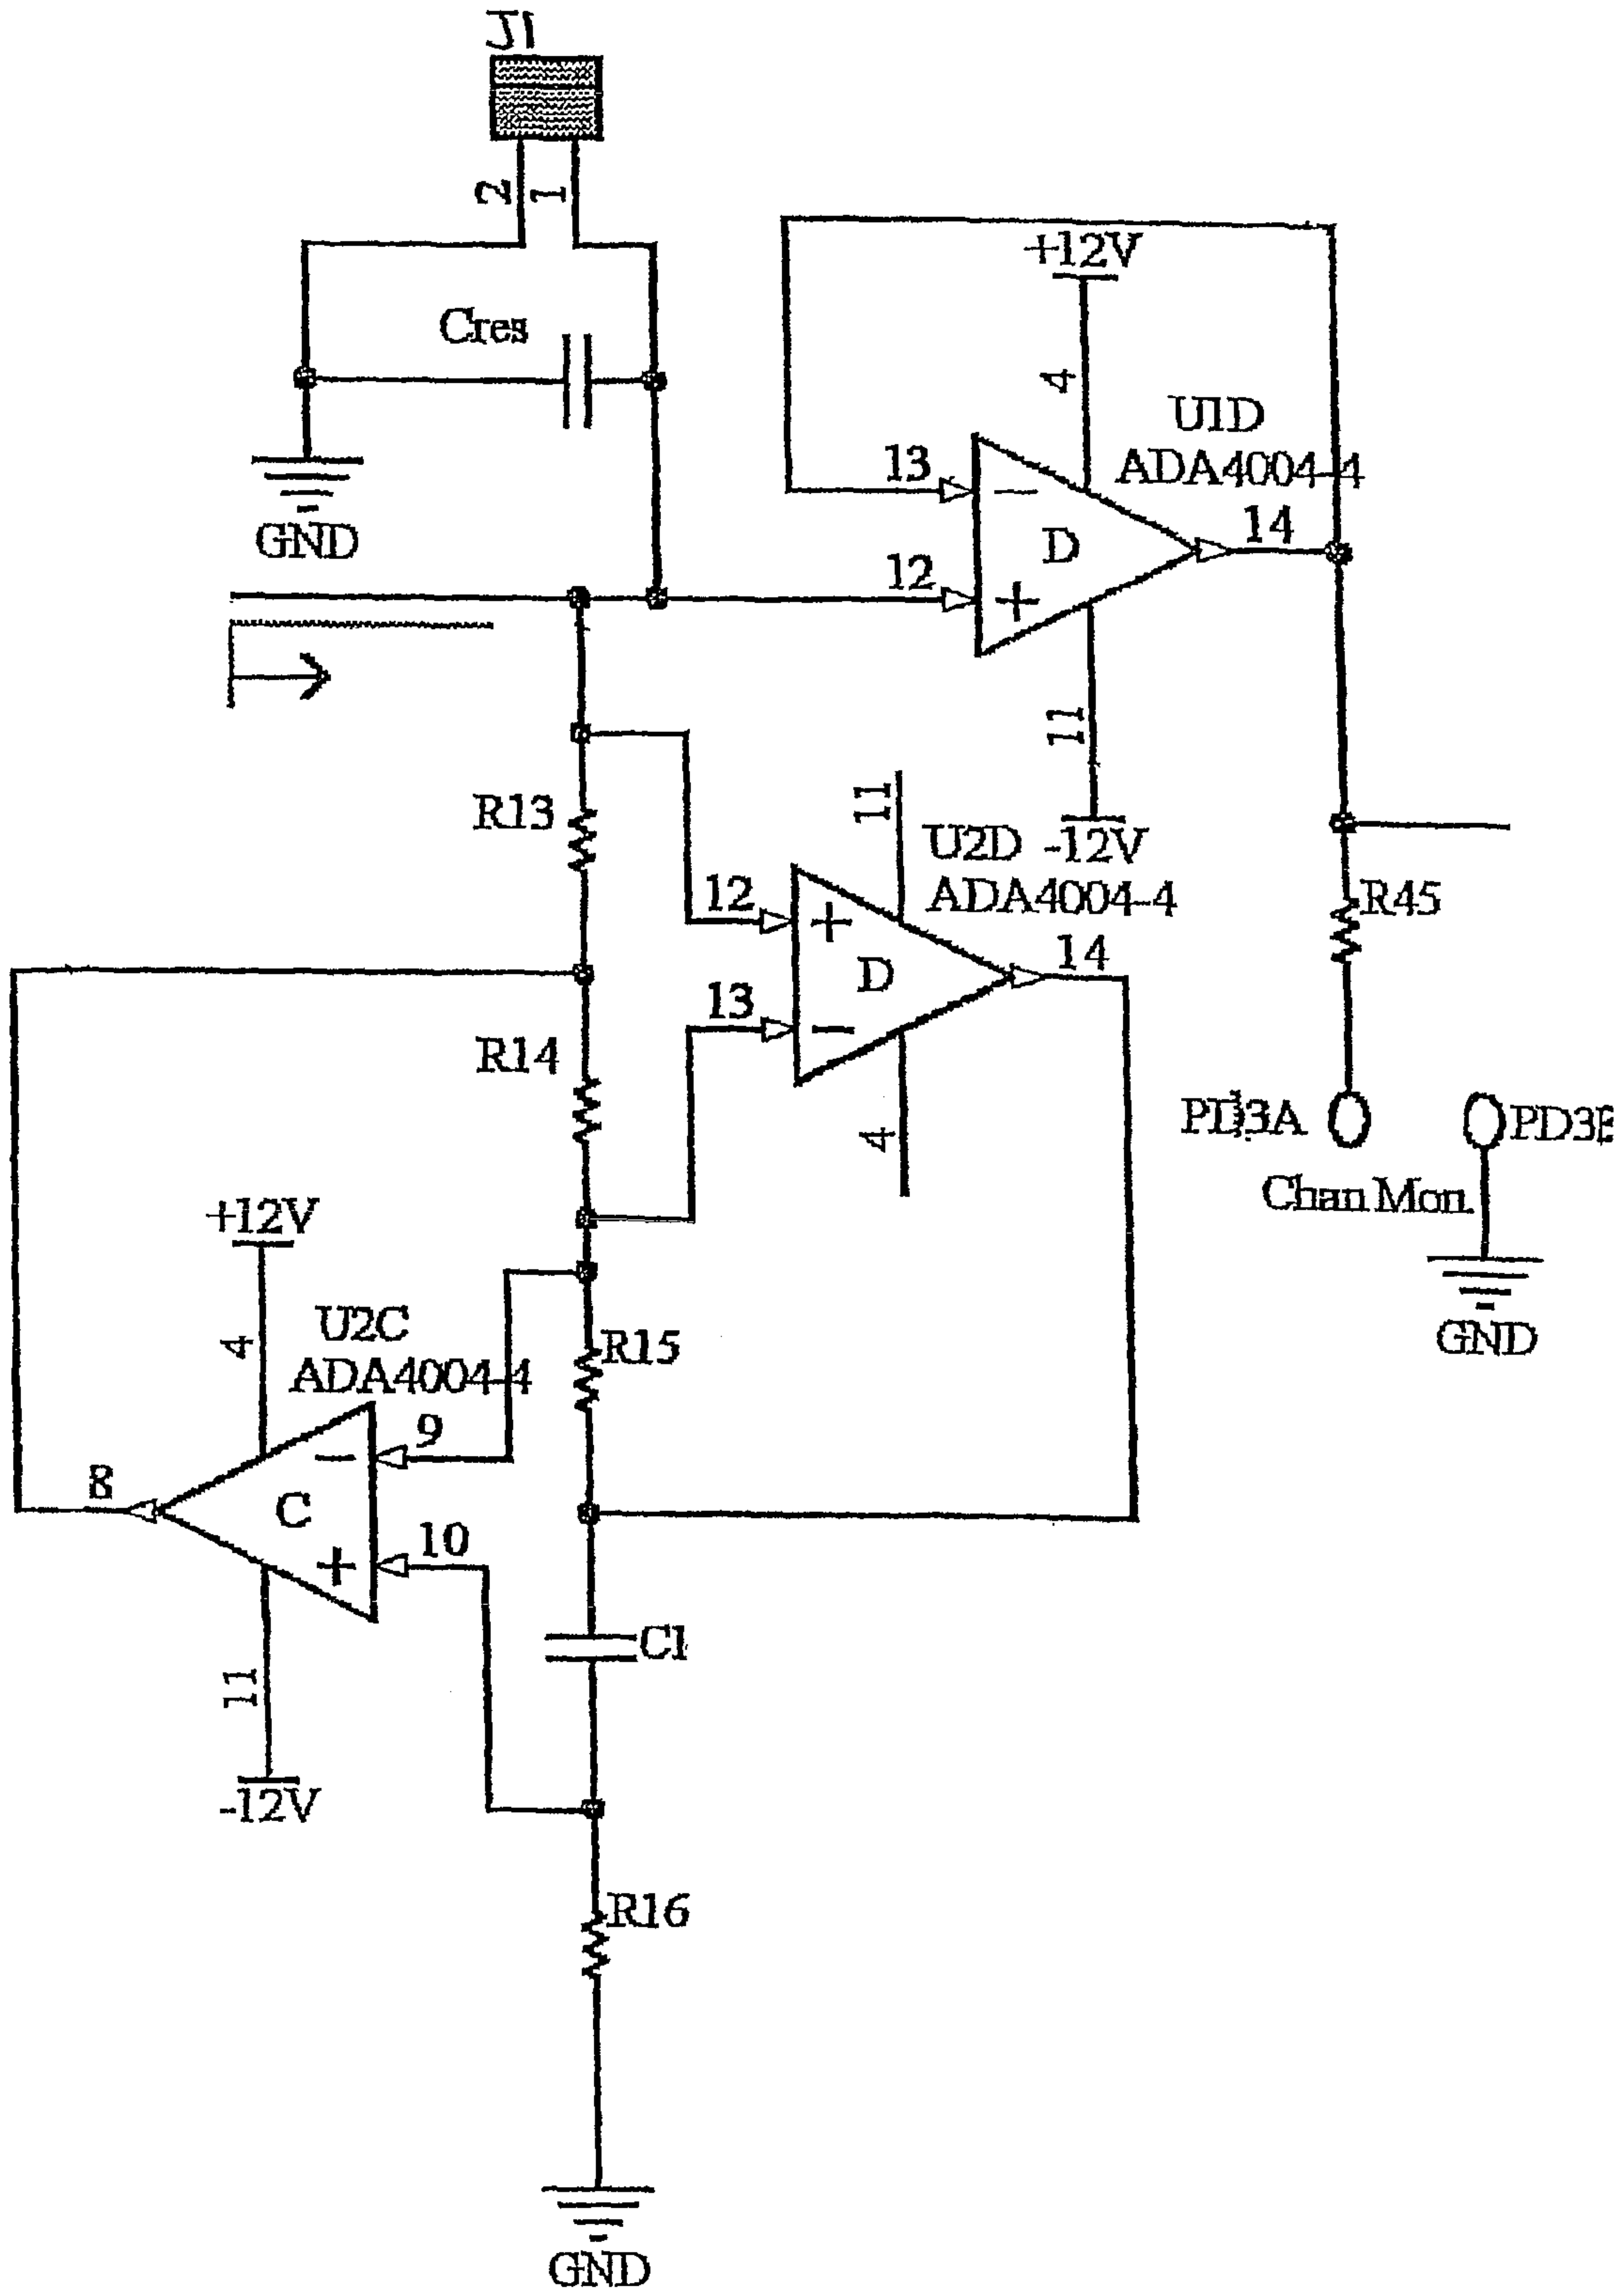 J1
2 1
Cres
GND
+12V
4
U1D
ADA4004-4
13
−
D
14
12
+
11
-12V
R13
11
U2D
ADA4004-4
12
+
D
14
13
−
4
R45
R14
PD3A
Chan Mon.
GND
+12V
4
U2C
ADA4004-4
R15
9
−
8
C
10
+
11
-12V
C1
R16
GND